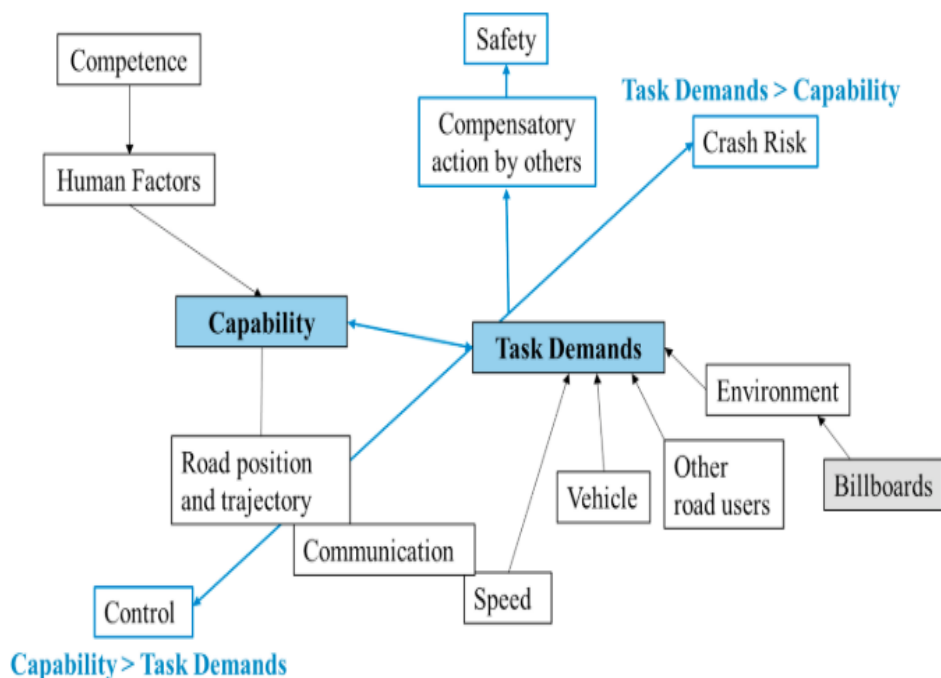 Safety
Competence
Task Demands > Capability
Compensatory
action by others
Crash Risk
Human Factors
Capability
Task Demands
Environment
Road position
and trajectory
Other
road users
Billboards
Vehicle
Communication
Speed
Control
Capability > Task Demands